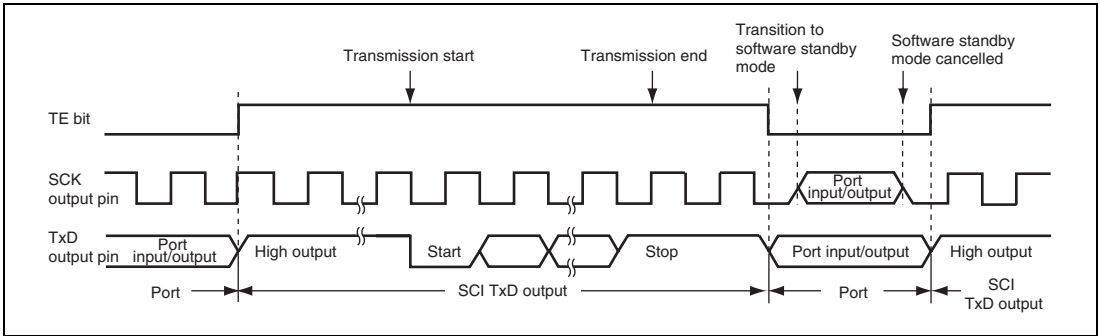 Transmission start
Transmission end
Transition to
software standby
mode
Software standby
mode cancelled
TE bit
SCK
output pin
Port
input/output
TxD
output pin
Port
input/output
High output
Start
Stop
Port input/output
High output
Port
SCI TxD output
Port
SCI
TxD output